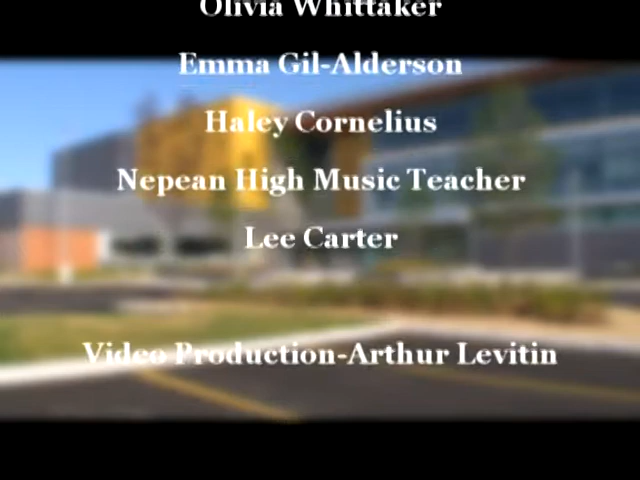 Olivia Whittaker
Emma Gil-Alderson
Haley Cornelius
Nepean High Music Teacher
Lee Carter
Video Production-Arthur Levitin